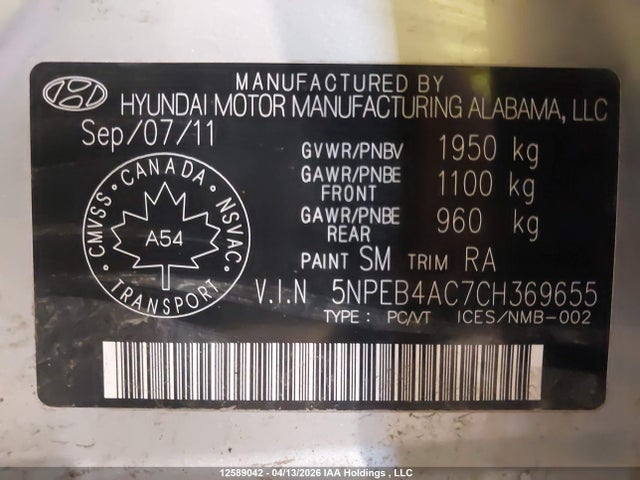 MANUFACTURED BY
HYUNDAI MOTOR MANUFACTURING ALABAMA, LLC
Sep/07/11
GVWR/PNBV 1950 kg
GAWR/PNBE FRONT 1100 kg
GAWR/PNBE REAR 960 kg
PAINT SM TRIM RA
CMVSS · CANADA · NSVAC · TRANSPORT ·
A54
V.I.N 5NPEB4AC7CH369655
TYPE : PC/VT ICES/NMB-002
12589042 - 04/13/2026 IAA Holdings , LLC